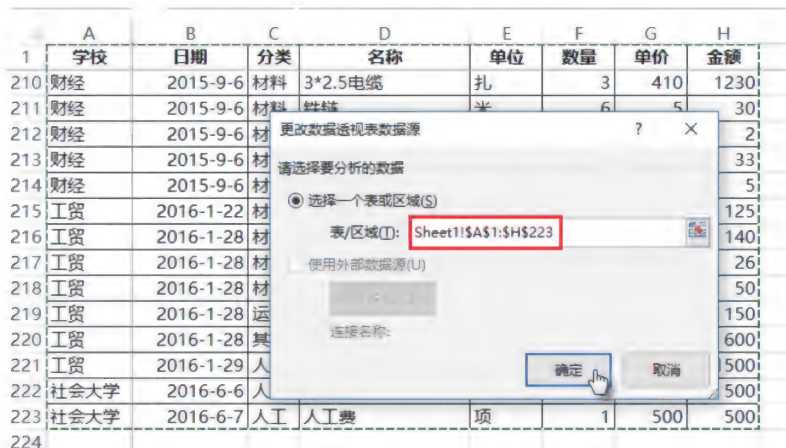 A B C D E F G H
1 学校 日期 分类 名称 单位 数量 单价 金额
210 财经 2015-9-6 材料 3*2.5电缆 扎 3 410 1230
211 财经 2015-9-6 材料 铁链 米 6 5 30
212 财经 2015-9-6 材 2
213 财经 2015-9-6 材 33
214 财经 2015-9-6 材 5
215 工贸 2016-1-22 材 125
216 工贸 2016-1-28 材 140
217 工贸 2016-1-28 材 26
218 工贸 2016-1-28 材 50
219 工贸 2016-1-28 运 150
220 工贸 2016-1-28 其 600
221 工贸 2016-1-29 人 1500
222 社会大学 2016-6-6 人 500
223 社会大学 2016-6-7 人工 人工费 项 1 500 500
224
更改数据透视表数据源 ? ×
请选择要分析的数据
选择一个表或区域(S)
表/区域(T): Sheet1!$A$1:$H$223
使用外部数据源(U)
连接名称:
确定 取消